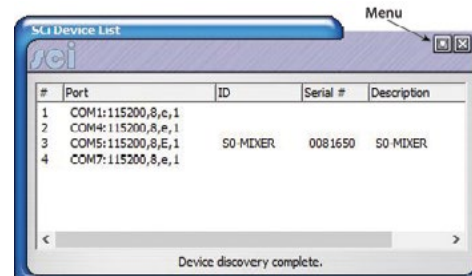 Menu
SCi Device List
sci
# Port ID Serial # Description
1 COM1:115200,8,e,1
2 COM4:115200,8,e,1
3 COM5:115200,8,E,1 S0-MIXER 0081650 S0-MIXER
4 COM7:115200,8,E,1
Device discovery complete.